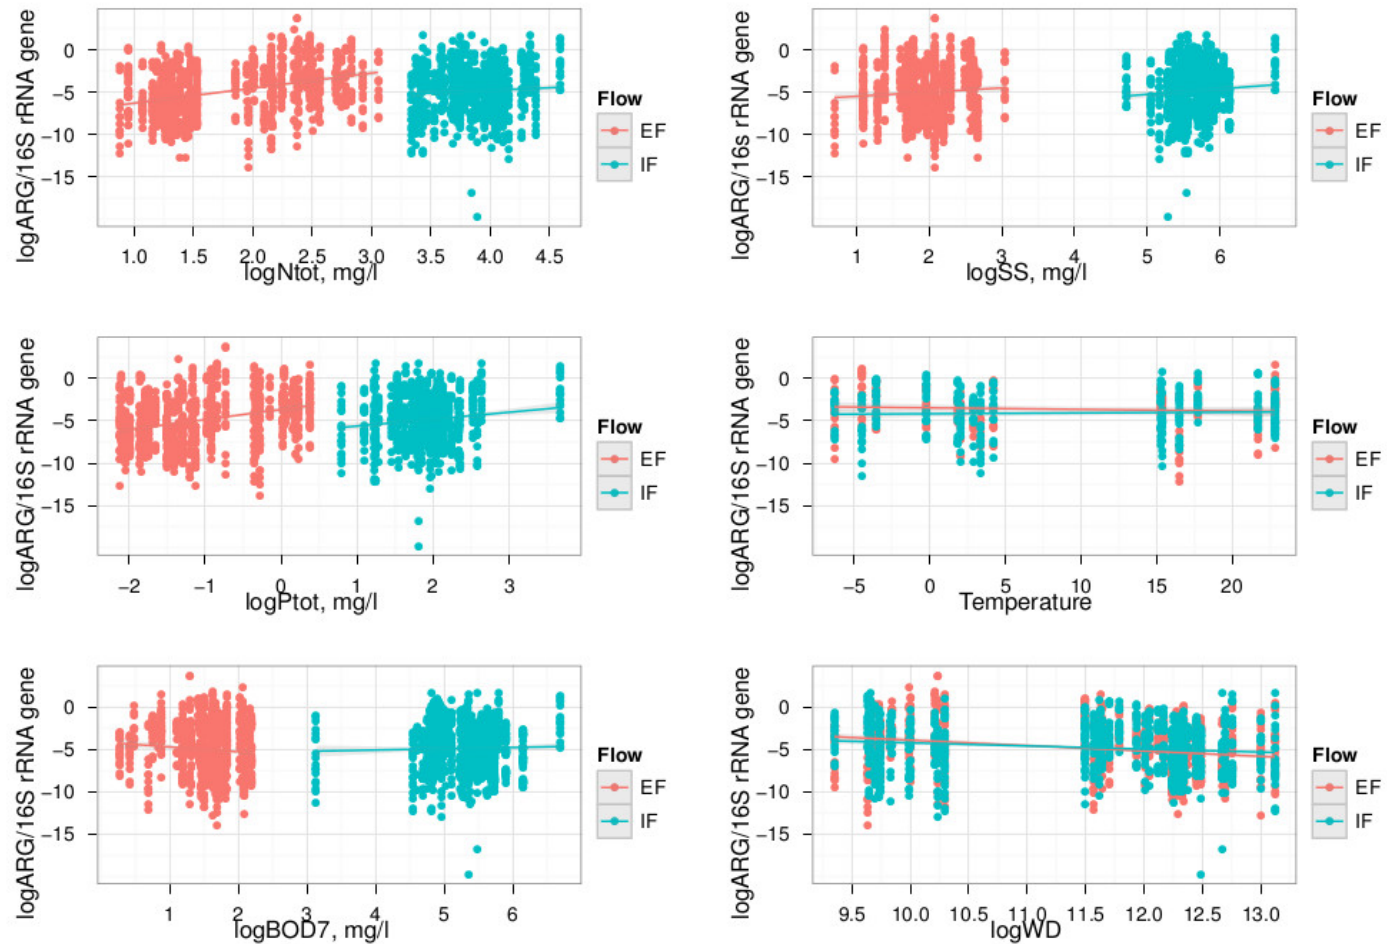 logARG/16S rRNA gene
0
−5
−10
−15
1.0 1.5 2.0 2.5 3.0 3.5 4.0 4.5
logNtot, mg/l
Flow
EF
IF
logARG/16s rRNA gene
0
−5
−10
−15
1 2 3 4 5 6
logSS, mg/l
Flow
EF
IF
logARG/16S rRNA gene
0
−5
−10
−15
−2 −1 0 1 2 3
logPtot, mg/l
Flow
EF
IF
logARG/16S rRNA gene
0
−5
−10
−15
−5 0 5 10 15 20
Temperature
Flow
EF
IF
logARG/16S rRNA gene
0
−5
−10
−15
1 2 3 4 5 6
logBOD7, mg/l
Flow
EF
IF
logARG/16S rRNA gene
0
−5
−10
−15
9.5 10.0 10.5 11.0 11.5 12.0 12.5 13.0
logWD
Flow
EF
IF